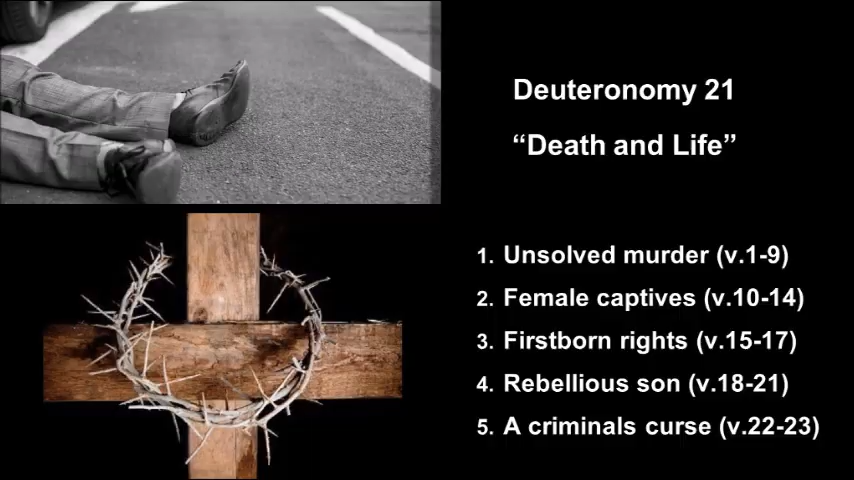 Deuteronomy 21
“Death and Life”
1. Unsolved murder (v.1-9)
2. Female captives (v.10-14)
3. Firstborn rights (v.15-17)
4. Rebellious son (v.18-21)
5. A criminals curse (v.22-23)